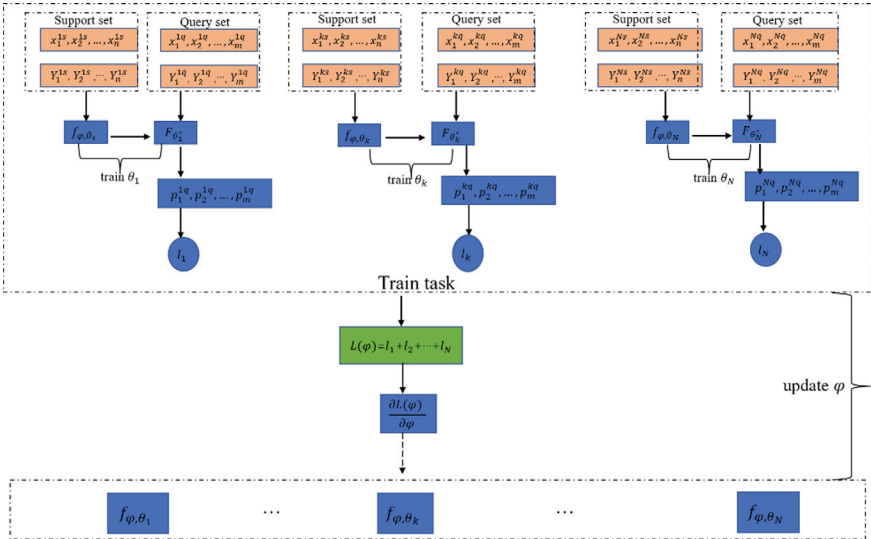 Support set Query set Support set Query set Support set Query set
x_1^{1s}, x_2^{1s}, ..., x_n^{1s} x_1^{1q}, x_2^{1q}, ..., x_m^{1q} x_1^{ks}, x_2^{ks}, ..., x_n^{ks} x_1^{kq}, x_2^{kq}, ..., x_m^{kq} x_1^{Ns}, x_2^{Ns}, ..., x_n^{Ns} x_1^{Nq}, x_2^{Nq}, ..., x_m^{Nq}
Y_1^{1s}, Y_2^{1s}, ⋯, Y_n^{1s} Y_1^{1q}, Y_2^{1q}, ⋯, Y_m^{1q} Y_1^{ks}, Y_2^{ks}, ⋯, Y_n^{ks} Y_1^{kq}, Y_2^{kq}, ⋯, Y_m^{kq} Y_1^{Ns}, Y_2^{Ns}, ⋯, Y_n^{Ns} Y_1^{Nq}, Y_2^{Nq}, ⋯, Y_m^{Nq}
f_{φ,θ_1} F_{θ_1^*} f_{φ,θ_k} F_{θ_k^*} f_{φ,θ_N} F_{θ_N^*}
train θ_1 train θ_k train θ_N
p_1^{1q}, p_2^{1q}, ..., p_m^{1q} p_1^{kq}, p_2^{kq}, ..., p_m^{kq} p_1^{Nq}, p_2^{Nq}, ..., p_m^{Nq}
l_1 l_k l_N
Train task
L(φ)=l_1+l_2+⋯+l_N
update φ
∂L(φ)
∂φ
f_{φ,θ_1} ⋯ f_{φ,θ_k} ⋯ f_{φ,θ_N}